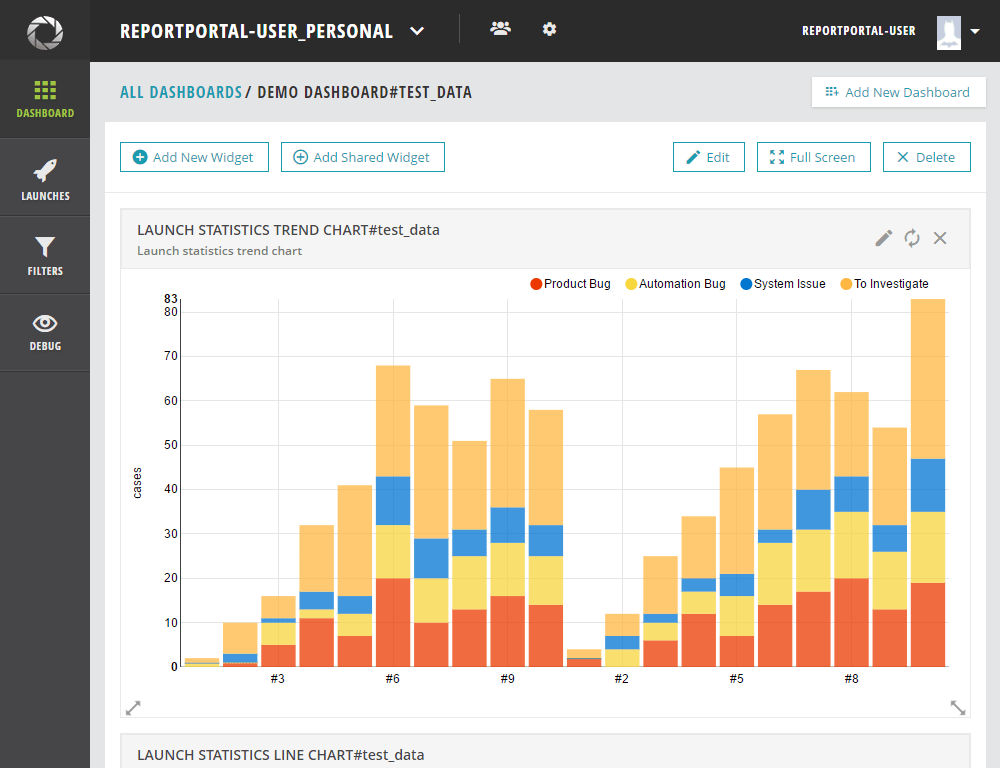 REPORTPORTAL-USER_PERSONAL
REPORTPORTAL-USER
DASHBOARD
LAUNCHES
FILTERS
DEBUG
ALL DASHBOARDS / DEMO DASHBOARD#TEST_DATA
Add New Dashboard
Add New Widget
Add Shared Widget
Edit
Full Screen
Delete
LAUNCH STATISTICS TREND CHART#test_data
Launch statistics trend chart
Product Bug Automation Bug System Issue To Investigate
83
80
70
60
50
40
30
20
10
0
cases
#3 #6 #9 #2 #5 #8
LAUNCH STATISTICS LINE CHART#test_data